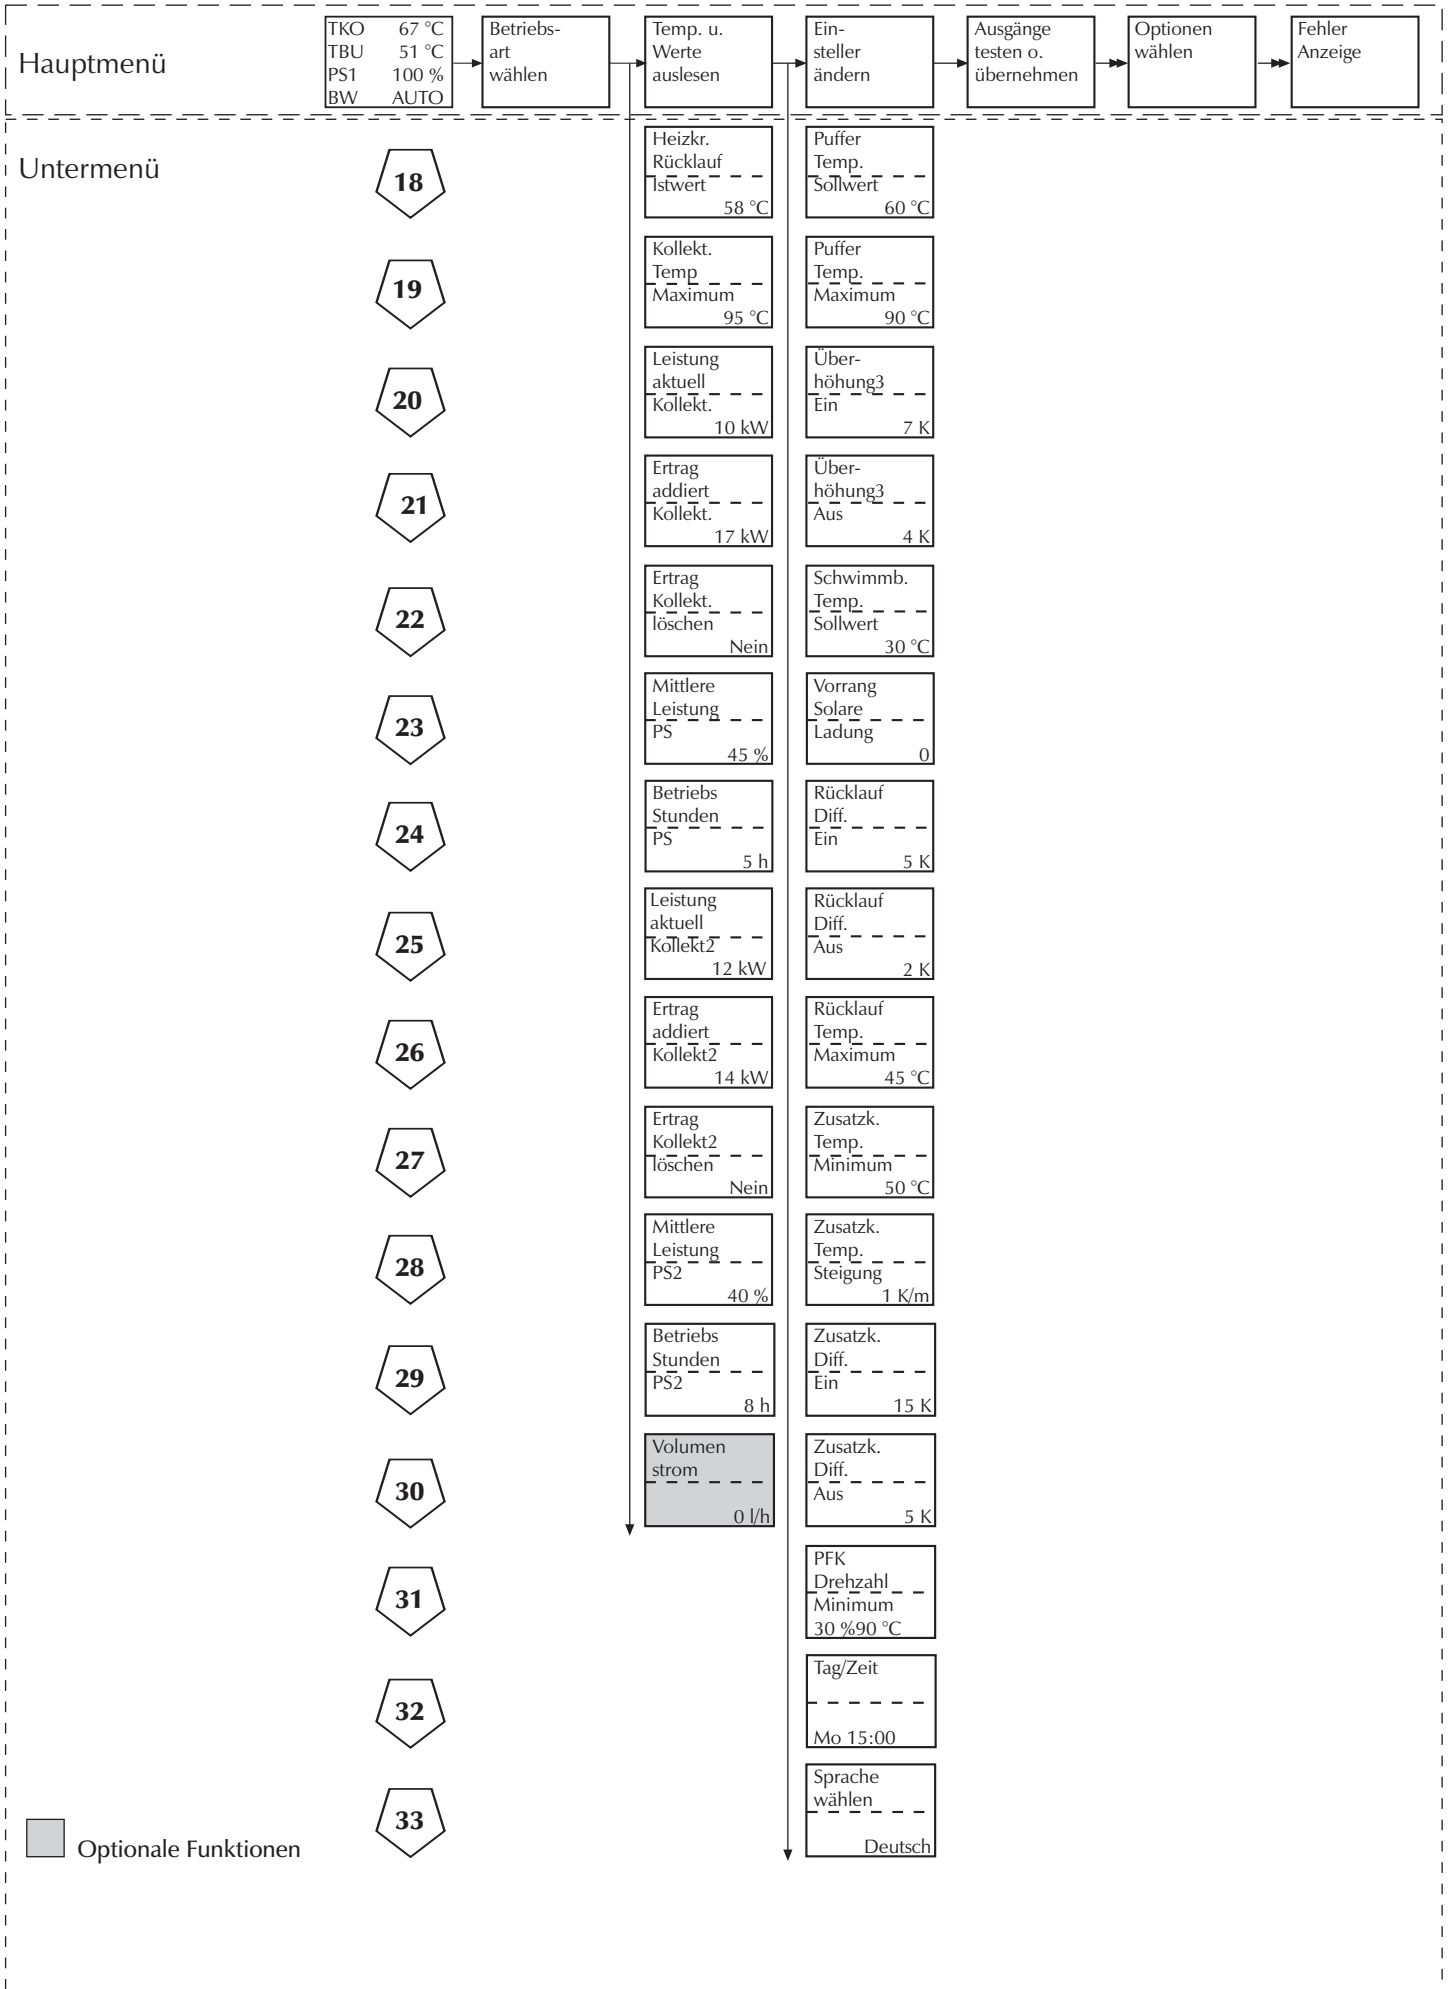 Hauptmenü
TKO 67 °C
TBU 51 °C
PS1 100 %
BW AUTO
Betriebs-
art
wählen
Temp. u.
Werte
auslesen
Ein-
steller
ändern
Ausgänge
testen o.
übernehmen
Optionen
wählen
Fehler
Anzeige
Untermenü
18
Heizkr.
Rücklauf
Istwert
58 °C
Puffer
Temp.
Sollwert
60 °C
19
Kollekt.
Temp
Maximum
95 °C
Puffer
Temp.
Maximum
90 °C
20
Leistung
aktuell
Kollekt.
10 kW
Über-
höhung3
Ein
7 K
21
Ertrag
addiert
Kollekt.
17 kW
Über-
höhung3
Aus
4 K
22
Ertrag
Kollekt.
löschen
Nein
Schwimmb.
Temp.
Sollwert
30 °C
23
Mittlere
Leistung
PS
45 %
Vorrang
Solare
Ladung
0
24
Betriebs
Stunden
PS
5 h
Rücklauf
Diff.
Ein
5 K
25
Leistung
aktuell
Kollekt2
12 kW
Rücklauf
Diff.
Aus
2 K
26
Ertrag
addiert
Kollekt2
14 kW
Rücklauf
Temp.
Maximum
45 °C
27
Ertrag
Kollekt2
löschen
Nein
Zusatzk.
Temp.
Minimum
50 °C
28
Mittlere
Leistung
PS2
40 %
Zusatzk.
Temp.
Steigung
1 K/m
29
Betriebs
Stunden
PS2
8 h
Zusatzk.
Diff.
Ein
15 K
30
Volumen
strom
0 l/h
Zusatzk.
Diff.
Aus
5 K
31
PFK
Drehzahl
Minimum
30 %90 °C
32
Tag/Zeit
Mo 15:00
33
Sprache
wählen
Deutsch
Optionale Funktionen